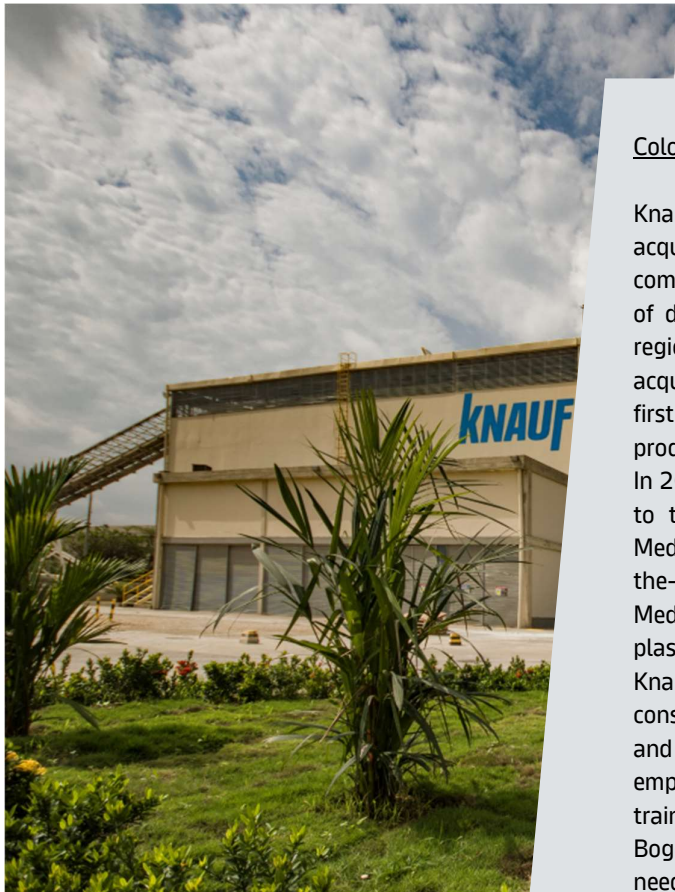 KNAUF
Colo
Kna
acqu
com
of d
regio
acqu
first
prod
In 2
to t
Med
the-
Med
plas
Kna
cons
and
emp
train
Bog
need